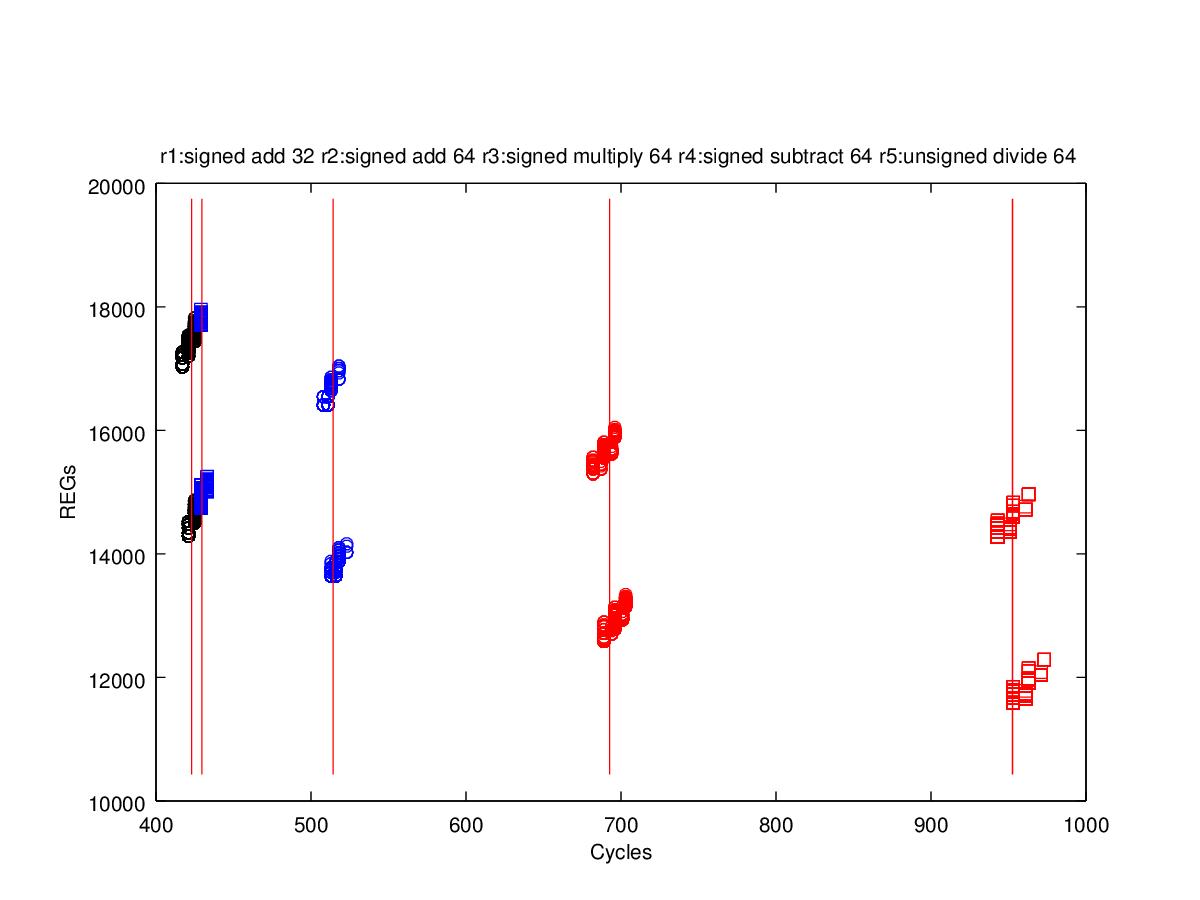 r1:signed add 32 r2:signed add 64 r3:signed multiply 64 r4:signed subtract 64 r5:unsigned divide 64
20000
18000
16000
14000
12000
10000
REGs
400 500 600 700 800 900 1000
Cycles